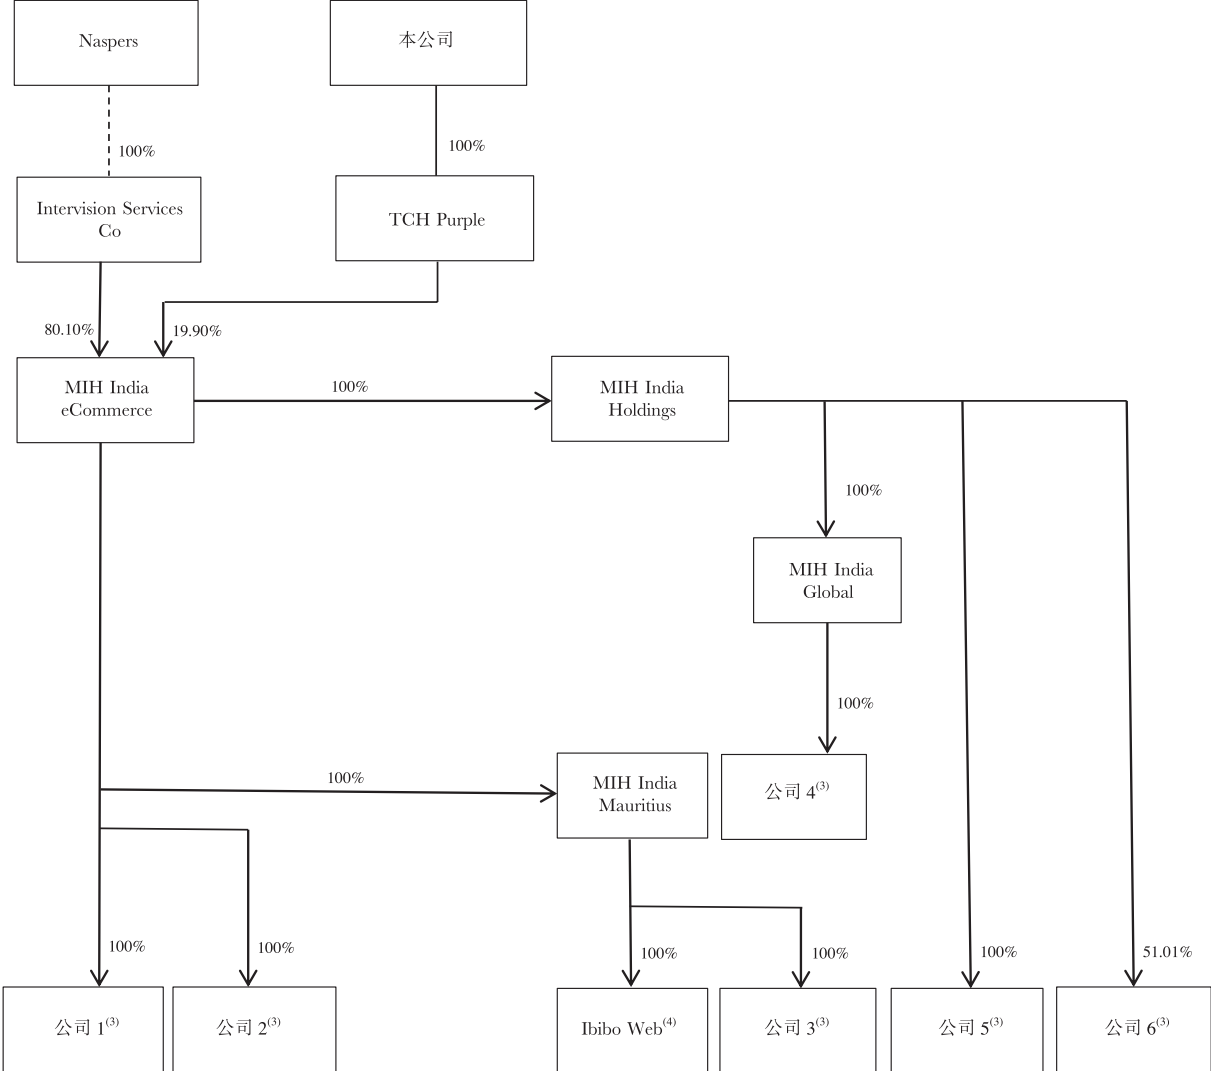 Naspers
本公司
100%
100%
Intervision Services
Co
TCH Purple
80.10%
19.90%
MIH India
eCommerce
100%
MIH India
Holdings
100%
MIH India
Global
100%
100%
MIH India
Mauritius
公司 4(3)
100%
100%
100%
100%
100%
51.01%
公司 1(3)
公司 2(3)
Ibibo Web(4)
公司 3(3)
公司 5(3)
公司 6(3)